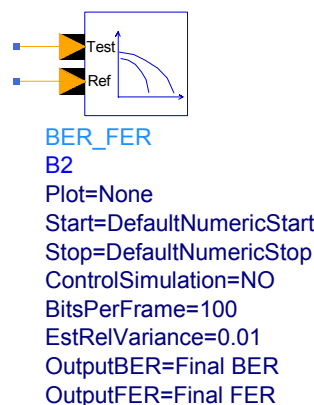 Test
Ref
BER_FER
B2
Plot=None
Start=DefaultNumericStart
Stop=DefaultNumericStop
ControlSimulation=NO
BitsPerFrame=100
EstRelVariance=0.01
OutputBER=Final BER
OutputFER=Final FER